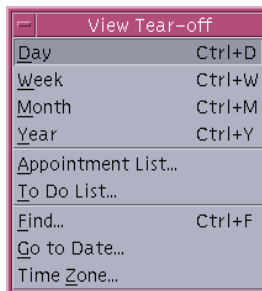 View Tear-off
Day Ctrl+D
Week Ctrl+W
Month Ctrl+M
Year Ctrl+Y
Appointment List...
To Do List...
Find... Ctrl+F
Go to Date...
Time Zone...